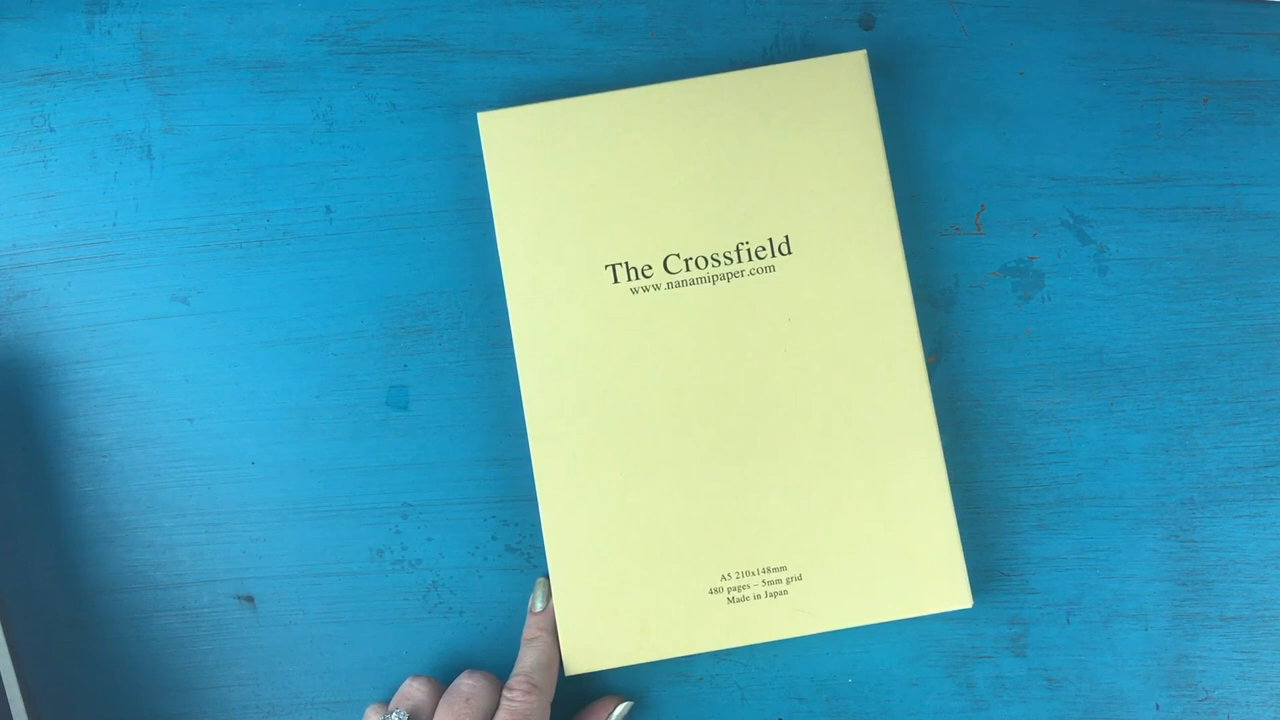 The Crossfield
www.nanamipaper.com
A5 210x148mm
480 pages – 5mm grid
Made in Japan